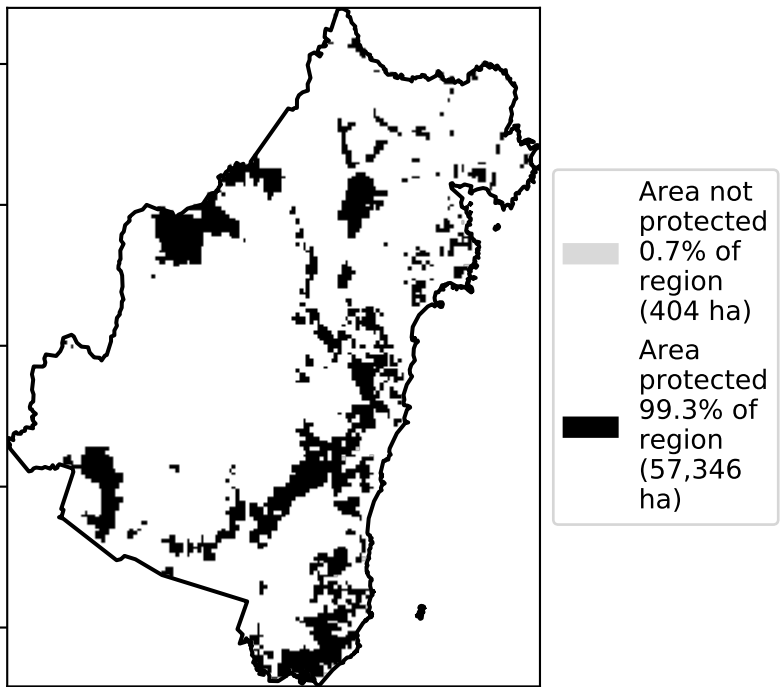 Area not
protected
0.7% of
region
(404 ha)
Area
protected
99.3% of
region
(57,346
ha)